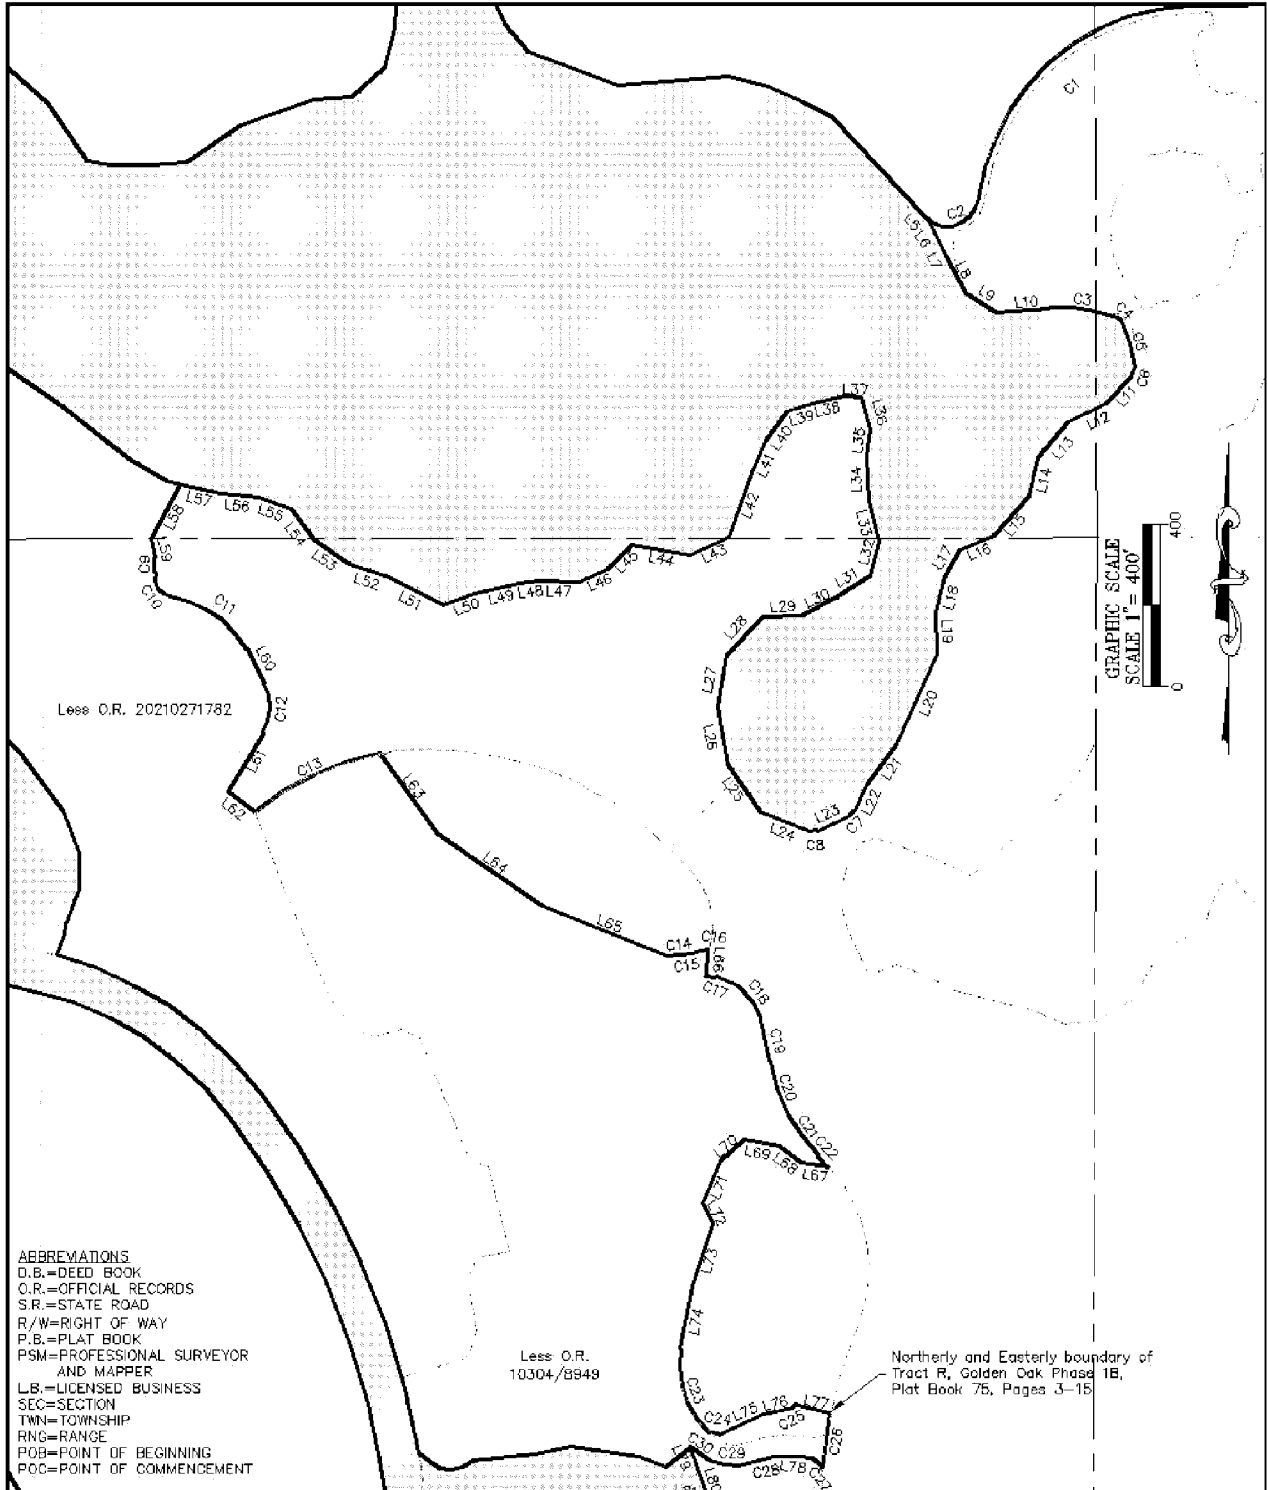 C1
C2
L5
L6
L7
L8
L9
L10
C3
C4
C5
C6
L11
L12
L13
L14
L15
L16
L17
L18
L19
L20
L21
L22
C7
L23
C8
L24
L25
L26
L27
L28
L29
L30
L31
L32
L33
L34
L35
L36
L37
L38
L39
L40
L41
L42
L43
L44
L45
L46
L47
L48
L49
L50
L51
L52
L53
L54
L55
L56
L57
L58
L59
C9
C10
C11
L60
C12
L61
L62
C13
L63
L64
L65
C14
C15
C16
L66
C17
C18
C19
C20
C21
C22
L67
L68
L69
L70
L71
L72
L73
L74
C23
C24
L75
L76
L77
C25
C26
C27
L78
C28
C29
C30
L79
L80
GRAPHIC SCALE
SCALE 1"= 400'
0
400
Less O.R. 20210271782
Less O.R.
10304/8949
Northerly and Easterly boundary of
Tract R, Golden Oak Phase 1B,
Plat Book 75, Pages 3-15
ABBREVIATIONS
D.B.=DEED BOOK
O.R.=OFFICIAL RECORDS
S.R.=STATE ROAD
R/W=RIGHT OF WAY
P.B.=PLAT BOOK
PSM=PROFESSIONAL SURVEYOR
AND MAPPER
L.B.=LICENSED BUSINESS
SEC=SECTION
TWN=TOWNSHIP
RNG=RANGE
POB=POINT OF BEGINNING
POC=POINT OF COMMENCEMENT